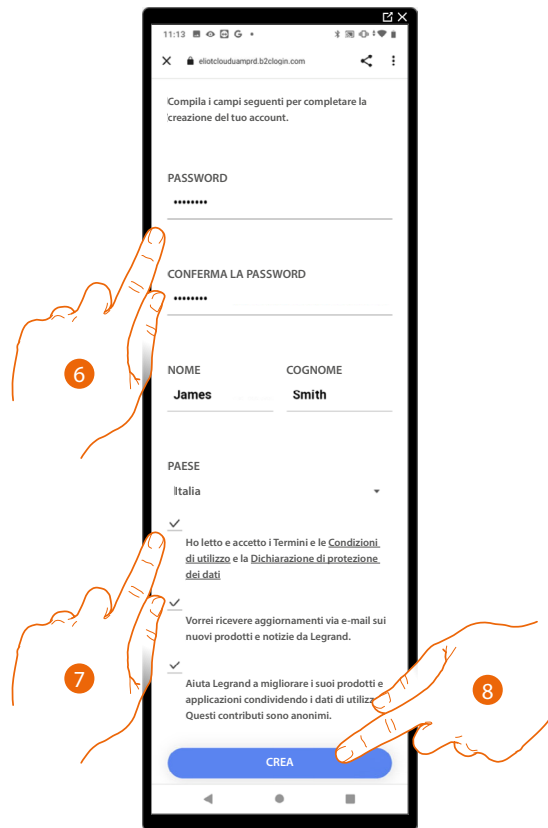 11:13 G
eliotclouduamprd.b2clogin.com
Compila i campi seguenti per completare la
creazione del tuo account.
PASSWORD
••••••••
CONFERMA LA PASSWORD
••••••••
NOME COGNOME
James Smith
6
PAESE
Italia
Ho letto e accetto i Termini e le Condizioni
di utilizzo e la Dichiarazione di protezione
dei dati
Vorrei ricevere aggiornamenti via e-mail sui
nuovi prodotti e notizie da Legrand.
7
Aiuta Legrand a migliorare i suoi prodotti e
applicazioni condividendo i dati di
Questi contributi sono anonimi.
8
CREA